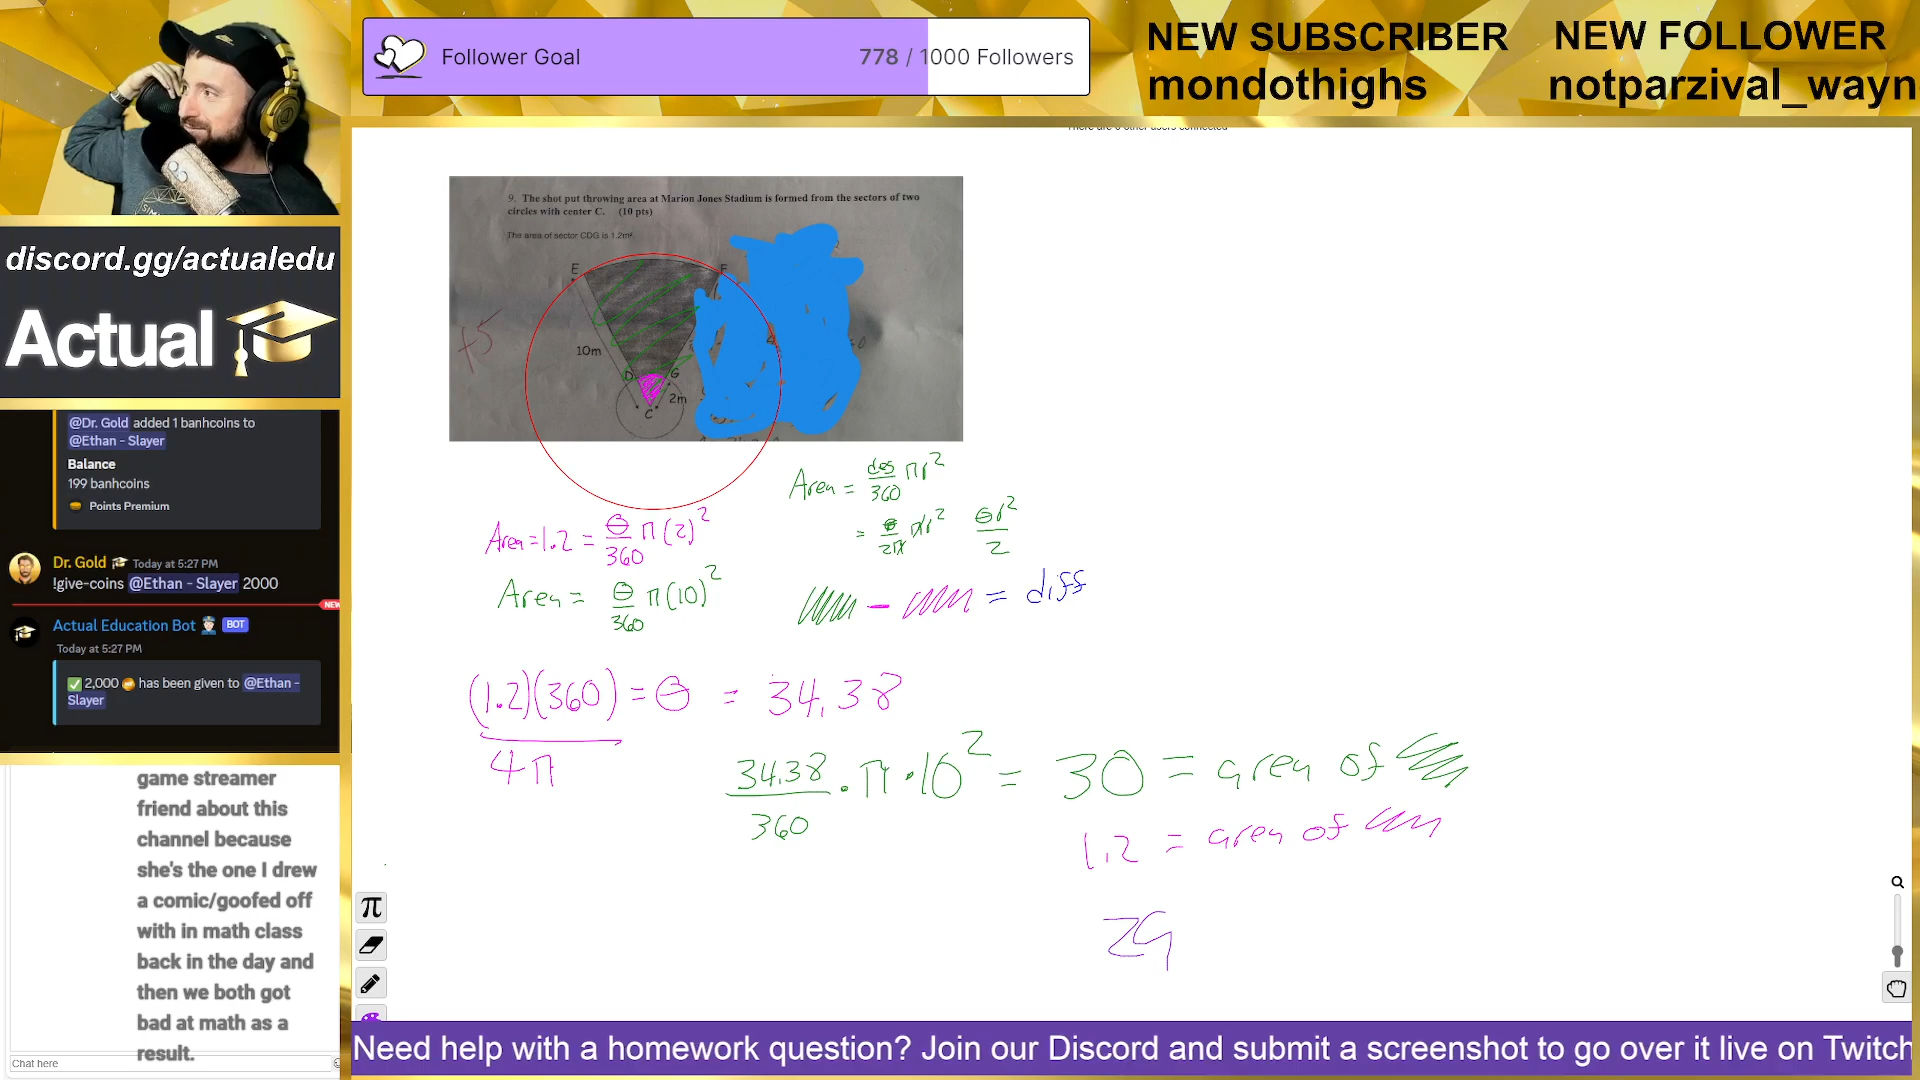 Follower Goal
778 / 1000 Followers
NEW SUBSCRIBER
mondothighs
NEW FOLLOWER
notparzival_wayn
There are 6 other users connected
discord.gg/actualedu
Actual
@Dr. Gold added 1 banhcoins to
@Ethan - Slayer
Balance
199 banhcoins
Points Premium
Dr. Gold Today at 5:27 PM
!give-coins @Ethan - Slayer 2000
NEW
Actual Education Bot BOT
Today at 5:27 PM
2,000 has been given to @Ethan -
Slayer
game streamer
friend about this
channel because
she's the one I drew
a comic/goofed off
with in math class
back in the day and
then we both got
bad at math as a
result.
Chat here
9. The shot put throwing area at Marion Jones Stadium is formed from the sectors of two
circles with center C. (10 pts)
The area of sector CDG is 1.2m².
E
F
+5
10m
D
G
2m
C
Area = deg/360 πr²
= θ/2π πr² θr²/2
Area = 1.2 = θ/360 π(2)²
Area = θ/360 π(10)²
- = diff
(1.2)(360)/4π = θ = 34.38
34.38/360 · π · 10² = 30 = area of
1.2 = area of
29
π
Need help with a homework question? Join our Discord and submit a screenshot to go over it live on Twitch